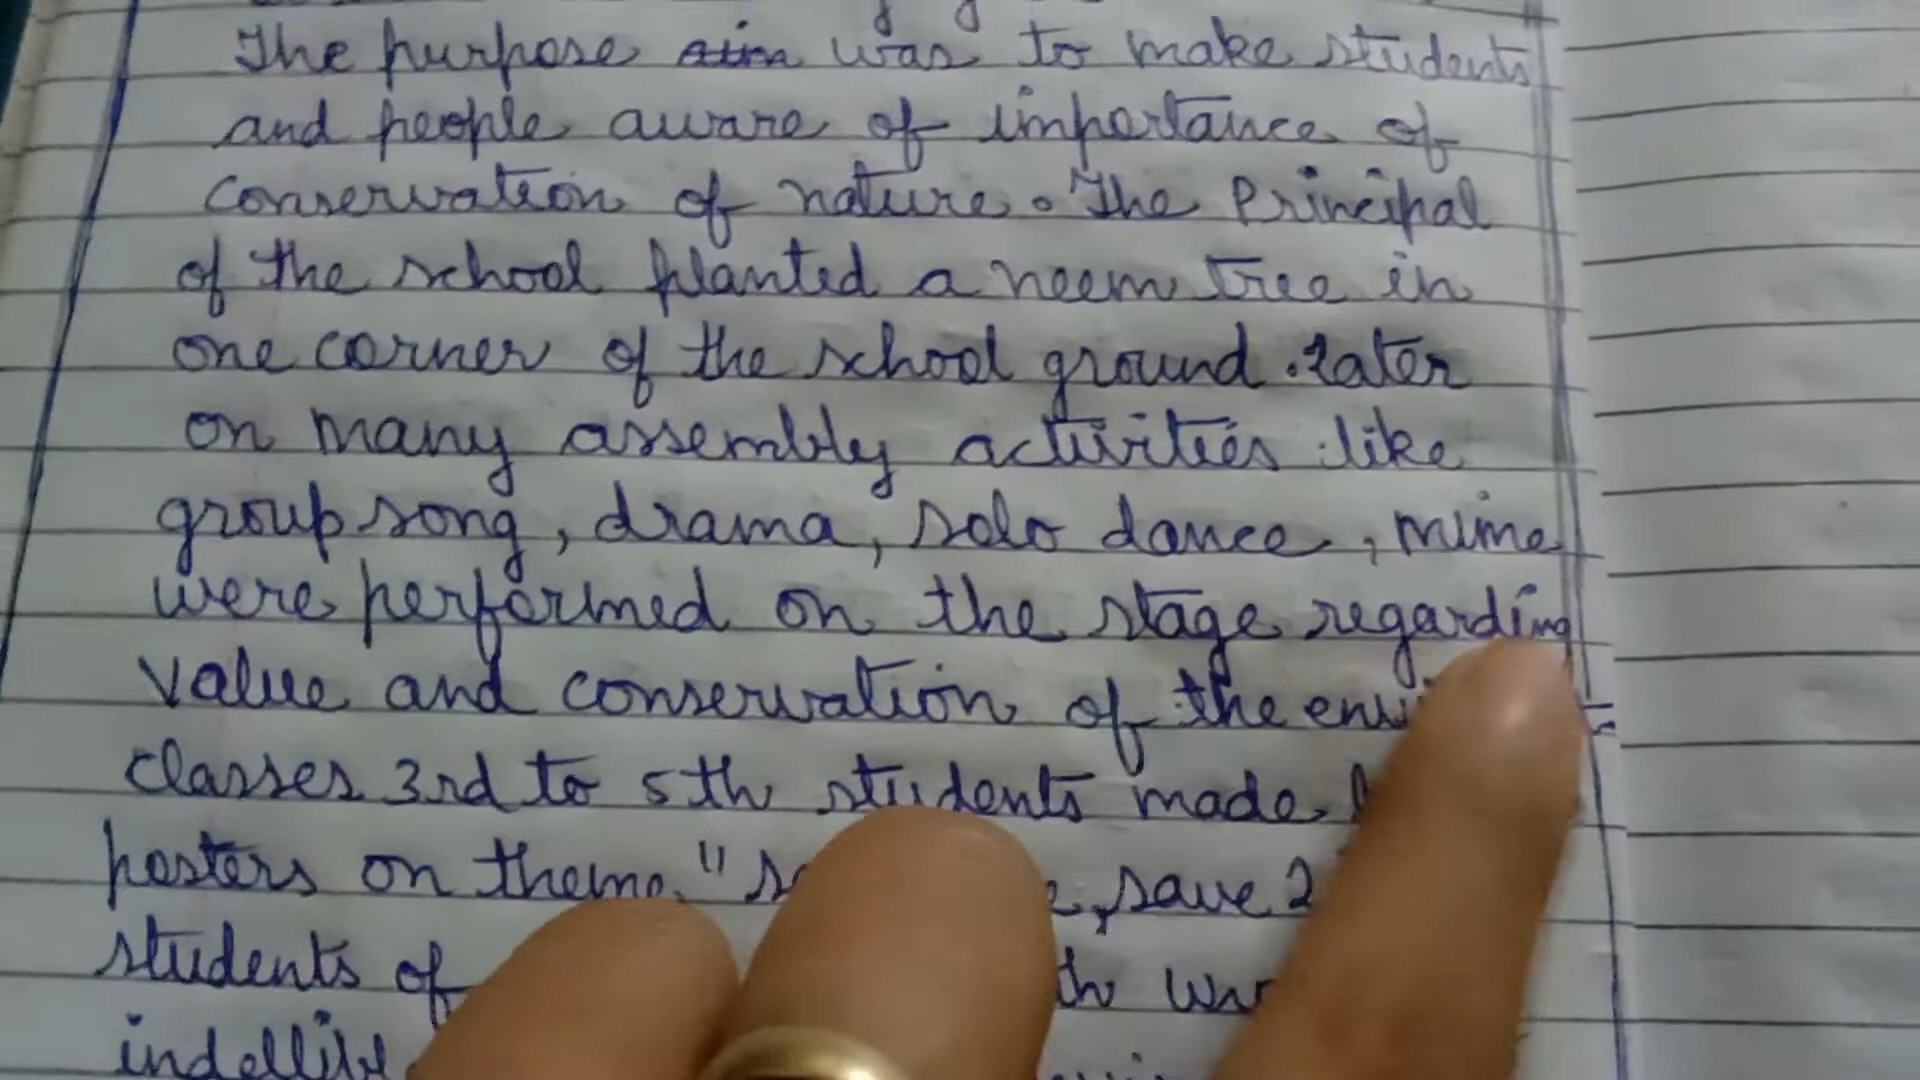 The purpose was to make students
and people aware of importance of
conservation of nature. The Principal
of the school planted a neem tree in
one corner of the school ground. Later
on many assembly activities like
group song, drama, solo dance, mime
were performed on the stage regarding
value and conservation of the
classes 3rd to 5th students made
posters on theme " save
students of